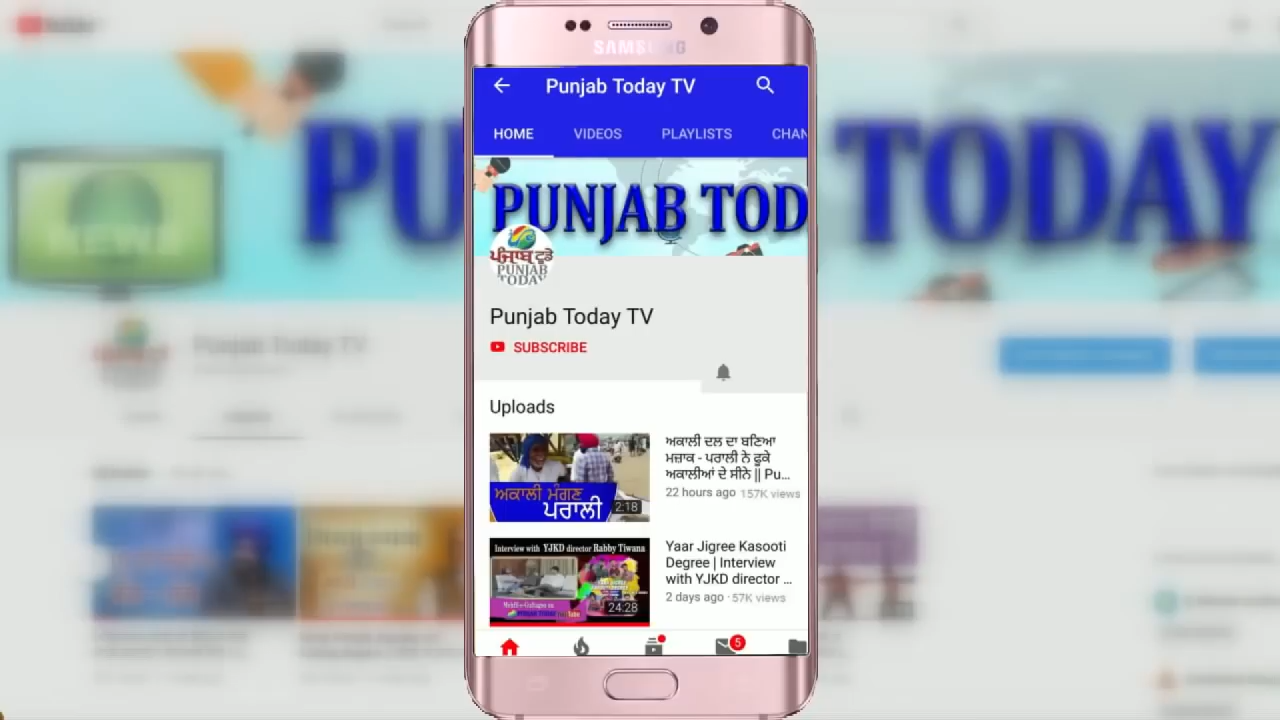 SAMSUNG
Punjab Today TV
HOME VIDEOS PLAYLISTS CHAN
PUNJAB TOD
PU
TODAY
ਪੰਜਾਬ ਟੂਡੇ
PUNJAB
TODAY
Punjab Today TV
SUBSCRIBE
Uploads
ਅਕਾਲੀ ਮੰਗਣ
ਪਰਾਲੀ
2:18
ਅਕਾਲੀ ਦਲ ਦਾ ਬਣਿਆ
ਮਜ਼ਾਕ - ਪਰਾਲੀ ਨੇ ਫੂਕੇ
ਅਕਾਲੀਆਂ ਦੇ ਸੀਨੇ || Pu...
22 hours ago 157K views
Interview with YJKD director Rabby Tiwana
24:28
Yaar Jigree Kasooti
Degree | Interview
with YJKD director ...
2 days ago · 57K views
5